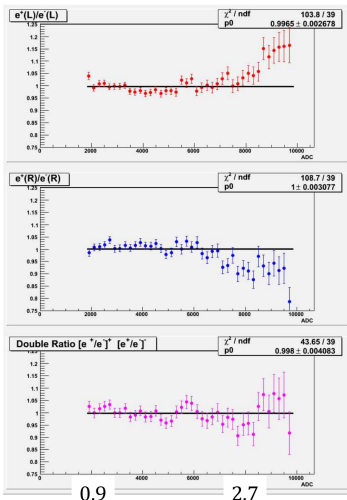 e⁺(L)/e⁻(L)
χ² / ndf 103.8 / 39
p0 0.9965 ± 0.002678
1.25
1.2
1.15
1.1
1.05
1
0.95
0.9
0.85
0.8
0.75
0 2000 4000 6000 8000 10000
ADC
e⁺(R)/e⁻(R)
χ² / ndf 108.7 / 39
p0 1 ± 0.003077
1.25
1.2
1.15
1.1
1.05
1
0.95
0.9
0.85
0.8
0.75
0 2000 4000 6000 8000 10000
ADC
Double Ratio [e⁺/e⁻]⁺ [e⁺/e⁻]⁻
χ² / ndf 43.65 / 39
p0 0.998 ± 0.004083
1.25
1.2
1.15
1.1
1.05
1
0.95
0.9
0.85
0.8
0.75
0 2000 4000 6000 8000 10000
ADC
0.9 2.7